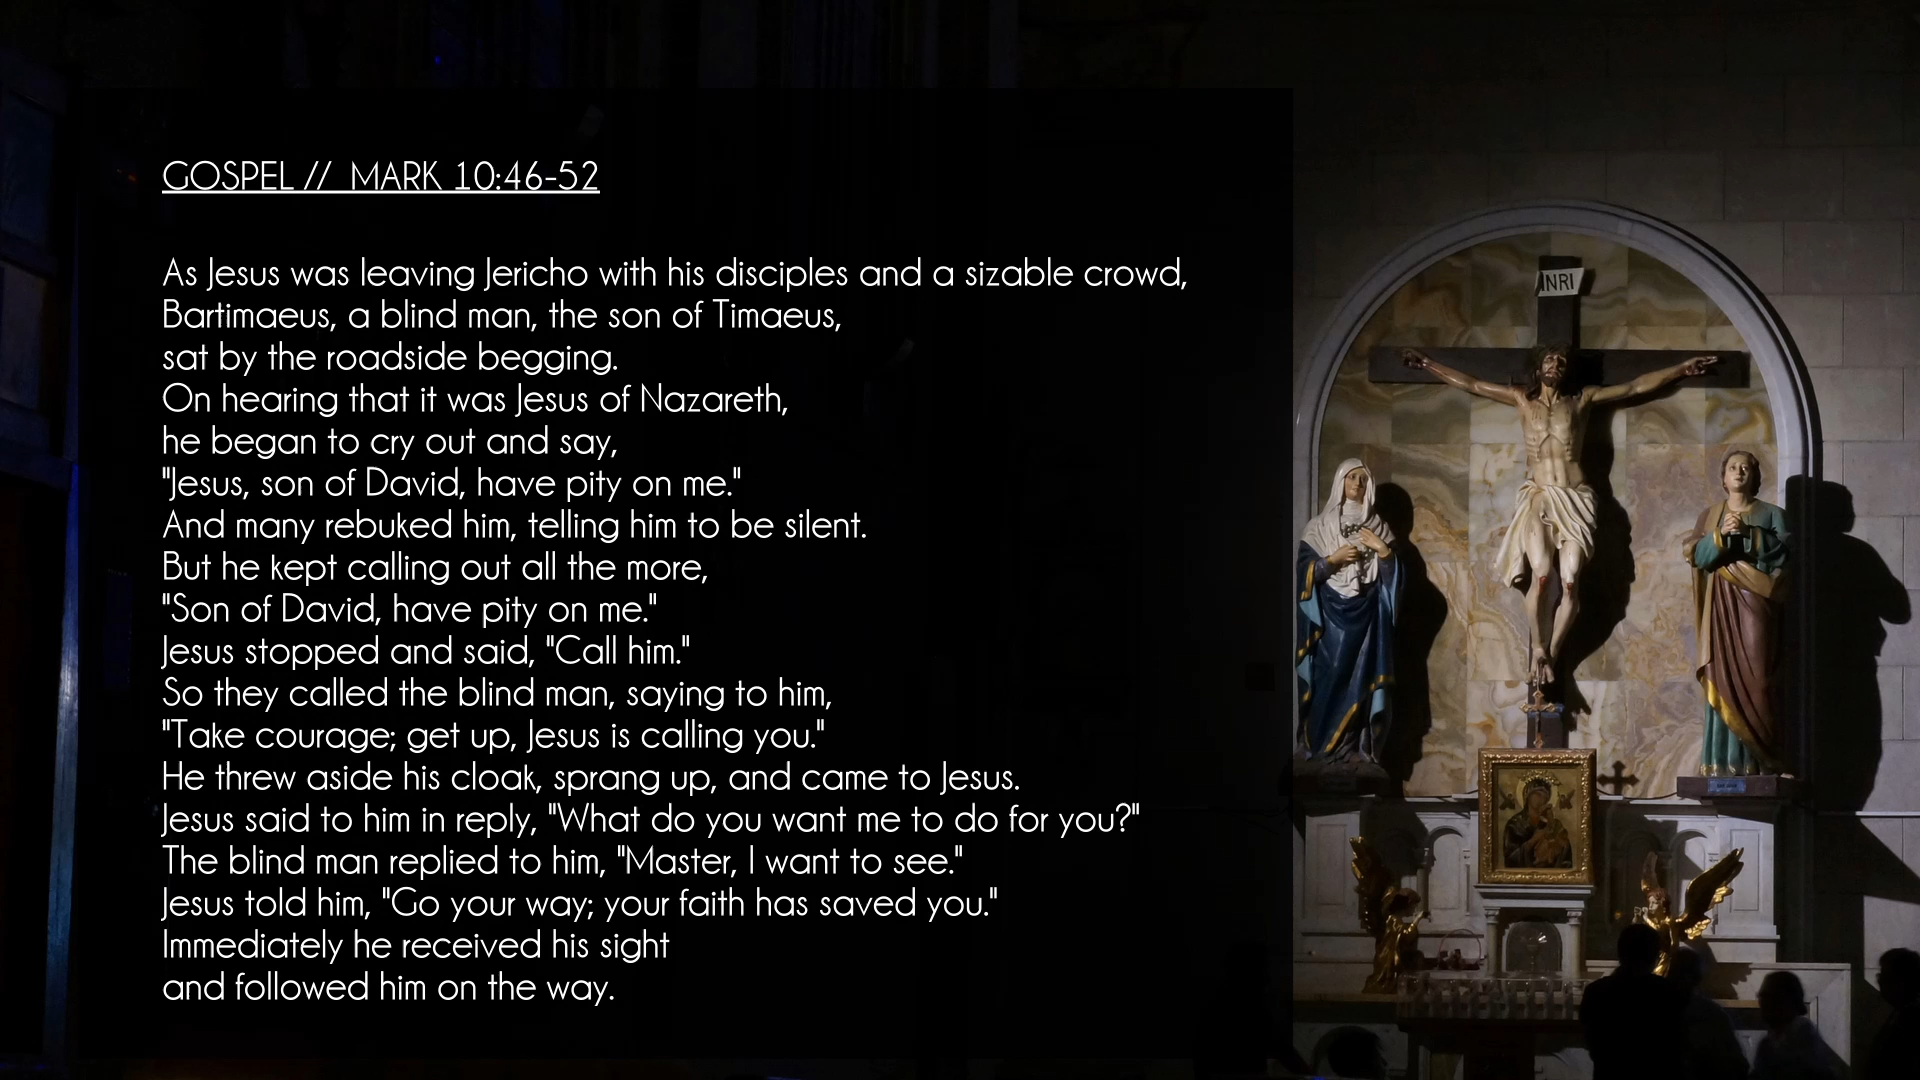 GOSPEL // MARK 10:46-52
As Jesus was leaving Jericho with his disciples and a sizable crowd,
Bartimaeus, a blind man, the son of Timaeus,
sat by the roadside begging.
On hearing that it was Jesus of Nazareth,
he began to cry out and say,
"Jesus, son of David, have pity on me."
And many rebuked him, telling him to be silent.
But he kept calling out all the more,
"Son of David, have pity on me."
Jesus stopped and said, "Call him."
So they called the blind man, saying to him,
"Take courage; get up, Jesus is calling you."
He threw aside his cloak, sprang up, and came to Jesus.
Jesus said to him in reply, "What do you want me to do for you?"
The blind man replied to him, "Master, I want to see."
Jesus told him, "Go your way; your faith has saved you."
Immediately he received his sight
and followed him on the way.
INRI